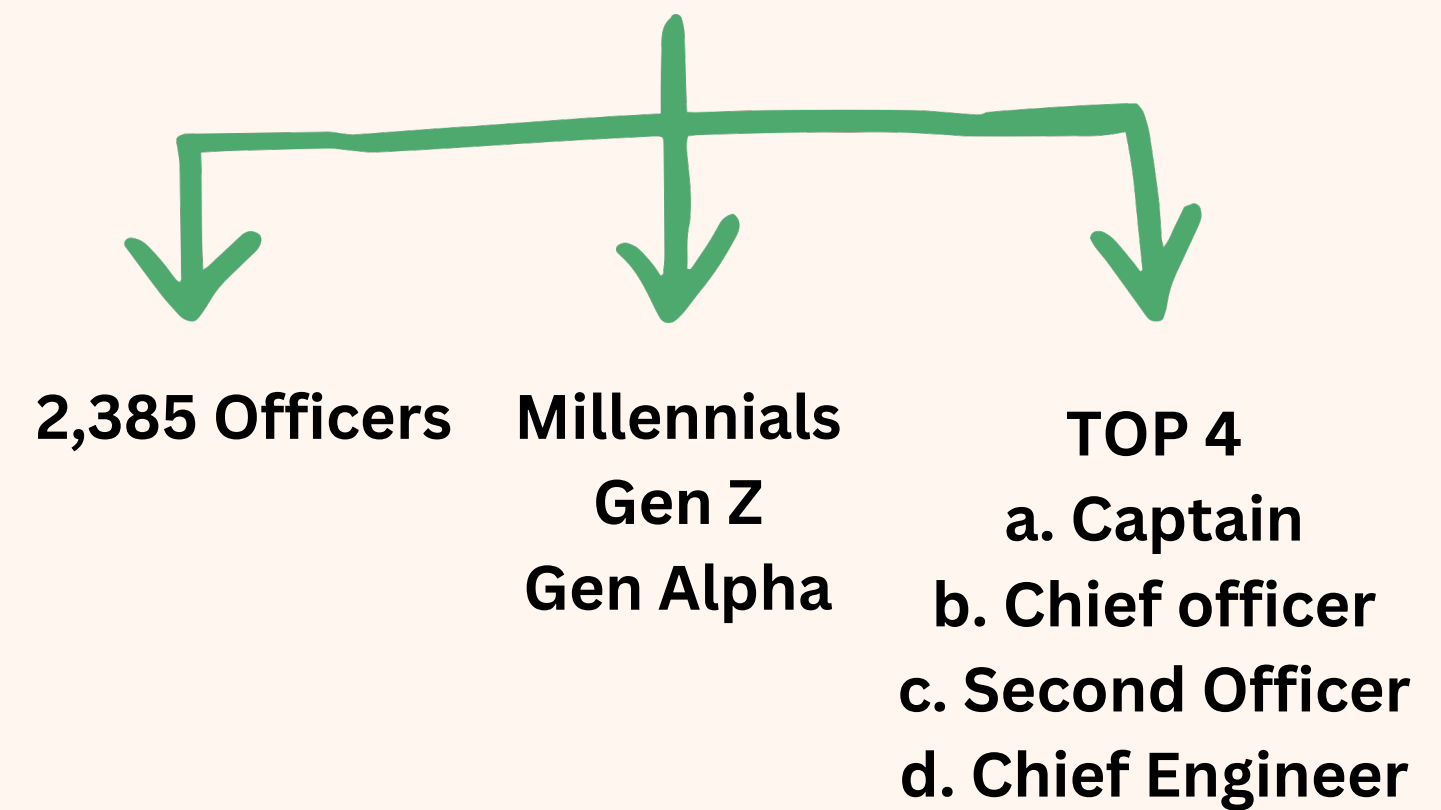 2,385 Officers
Millennials
Gen Z
Gen Alpha
TOP 4
a. Captain
b. Chief officer
c. Second Officer
d. Chief Engineer